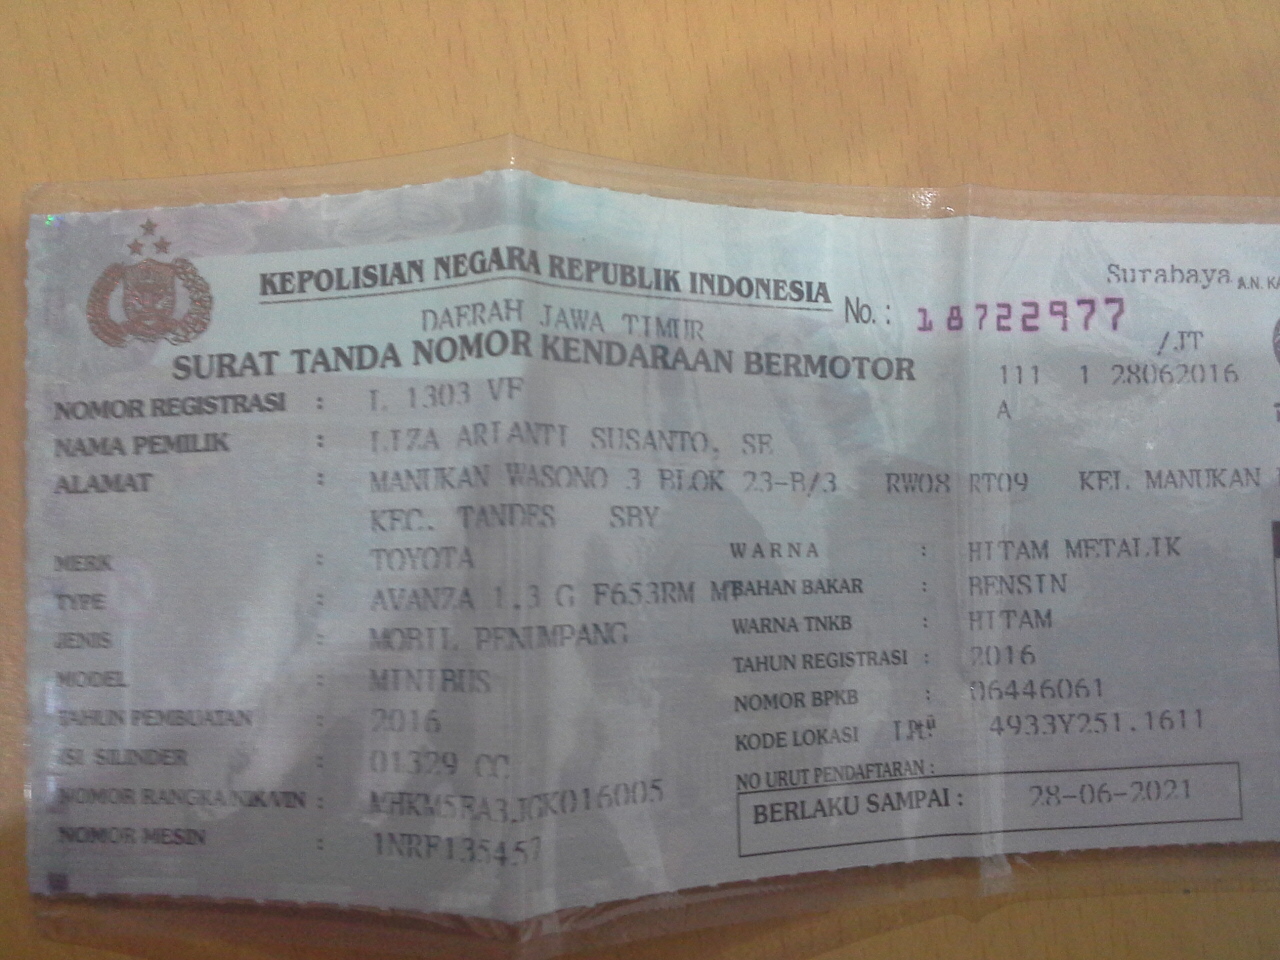 KEPOLISIAN NEGARA REPUBLIK INDONESIA
DAERAH JAWA TIMUR
SURAT TANDA NOMOR KENDARAAN BERMOTOR
Surabaya A.N. KA
No. : 18722977
/JT
111 1 28062016
A
NOMOR REGISTRASI : L 1303 VF
NAMA PEMILIK : LIZA ARIANTI SUSANTO, SE
ALAMAT : MANUKAN WASONO 3 BLOK 23-B/3 RW08 RT09 KEL. MANUKAN
KEC. TANDES SBY
MERK : TOYOTA
TYPE : AVANZA 1.3 G F653RM MT
JENIS : MOBIL PENUMPANG
MODEL : MINIBUS
TAHUN PEMBUATAN : 2016
ISI SILINDER : 01329 CC
NOMOR RANGKA/NIK/VIN : MHKM5EA3JGK016005
NOMOR MESIN : 1NRF135457
WARNA : HITAM METALIK
BAHAN BAKAR : BENSIN
WARNA TNKB : HITAM
TAHUN REGISTRASI : 2016
NOMOR BPKB : 06446061
KODE LOKASI 4933Y251.1611
NO URUT PENDAFTARAN :
BERLAKU SAMPAI : 28-06-2021